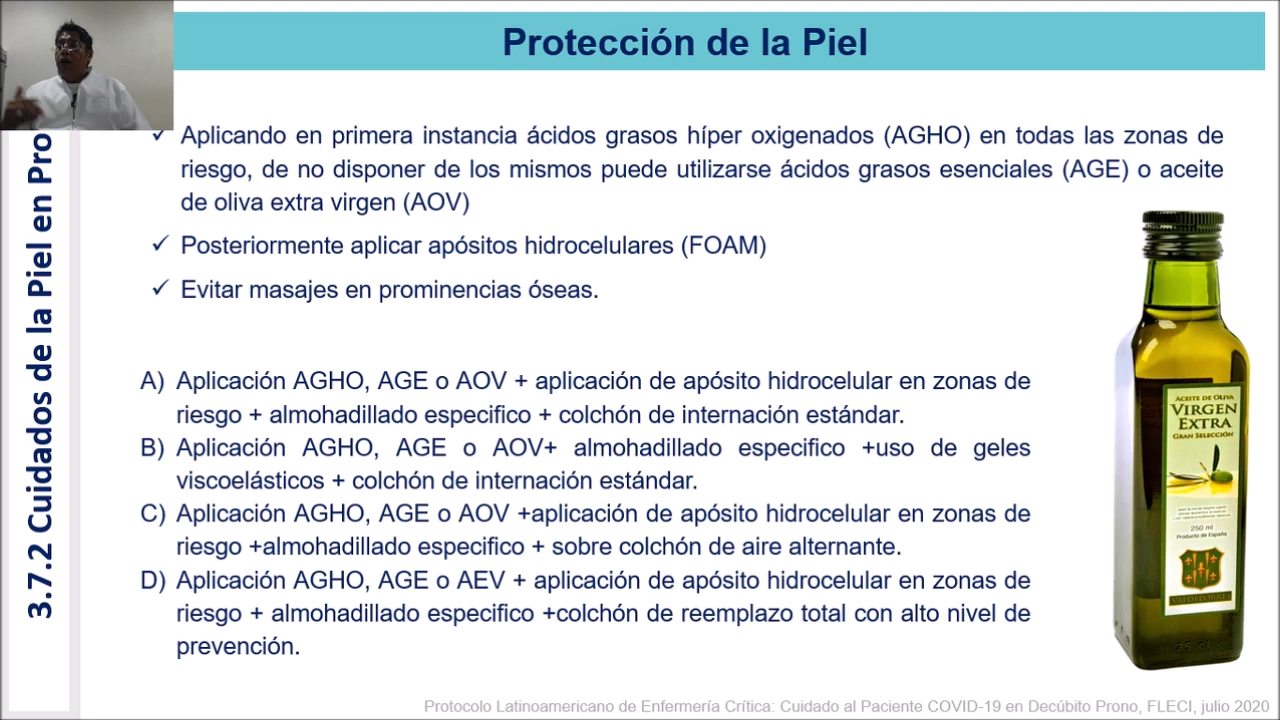 Protección de la Piel
3.7.2 Cuidados de la Piel en Pro
✓ Aplicando en primera instancia ácidos grasos híper oxigenados (AGHO) en todas las zonas de
riesgo, de no disponer de los mismos puede utilizarse ácidos grasos esenciales (AGE) o aceite
de oliva extra virgen (AOV)
✓ Posteriormente aplicar apósitos hidrocelulares (FOAM)
✓ Evitar masajes en prominencias óseas.
A) Aplicación AGHO, AGE o AOV + aplicación de apósito hidrocelular en zonas de
riesgo + almohadillado especifico + colchón de internación estándar.
B) Aplicación AGHO, AGE o AOV+ almohadillado especifico +uso de geles
viscoelásticos + colchón de internación estándar.
C) Aplicación AGHO, AGE o AOV +aplicación de apósito hidrocelular en zonas de
riesgo +almohadillado especifico + sobre colchón de aire alternante.
D) Aplicación AGHO, AGE o AEV + aplicación de apósito hidrocelular en zonas de
riesgo + almohadillado especifico +colchón de reemplazo total con alto nivel de
prevención.
ACEITE DE OLIVA
VIRGEN
EXTRA
GRAN SELECCIÓN
250 ml
Producto de España
Protocolo Latinoamericano de Enfermería Crítica: Cuidado al Paciente COVID-19 en Decúbito Prono, FLECI, julio 2020